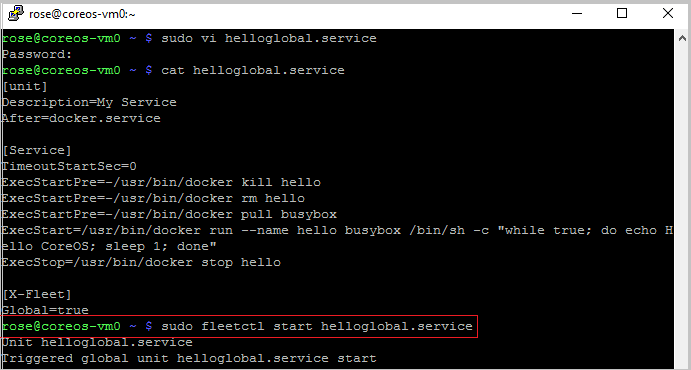 rose@coreos-vm0:~
rose@coreos-vm0 ~ $ sudo vi helloglobal.service
Password:
rose@coreos-vm0 ~ $ cat helloglobal.service
[unit]
Description=My Service
After=docker.service
[Service]
TimeoutStartSec=0
ExecStartPre=-/usr/bin/docker kill hello
ExecStartPre=-/usr/bin/docker rm hello
ExecStartPre=-/usr/bin/docker pull busybox
ExecStart=/usr/bin/docker run --name hello busybox /bin/sh -c "while true; do echo H
ello CoreOS; sleep 1; done"
ExecStop=/usr/bin/docker stop hello
[X-Fleet]
Global=true
rose@coreos-vm0 ~ $ sudo fleetctl start helloglobal.service
Unit helloglobal.service
Triggered global unit helloglobal.service start